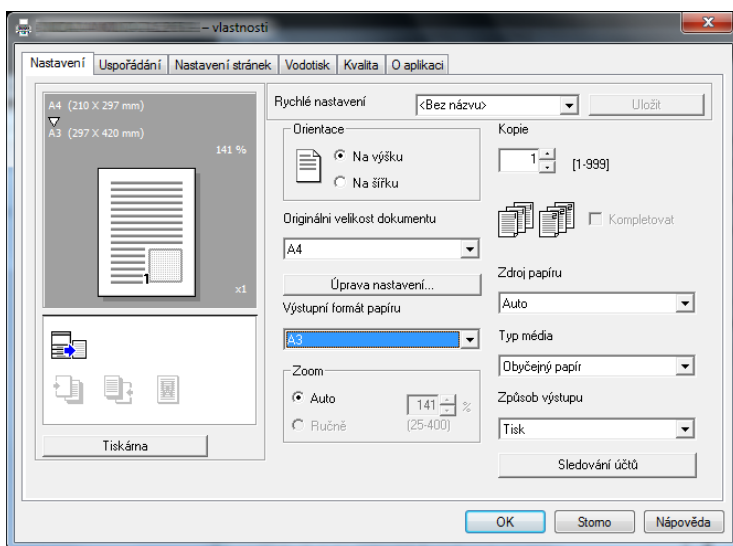 – vlastnosti
Nastavení Uspořádání Nastavení stránek Vodotisk Kvalita O aplikaci
A4 (210 X 297 mm)
A3 (297 X 420 mm)
141 %
1
x1
Tiskárna
Rychlé nastavení <Bez názvu> Uložit
Orientace
Na výšku
Na šířku
Originálni velikost dokumentu
A4
Úprava nastavení...
Výstupní formát papíru
A3
Zoom
Auto 141 %
Ručně (25-400)
Kopie
1 [1-999]
Kompletovat
Zdroj papíru
Auto
Typ média
Obyčejný papír
Způsob výstupu
Tisk
Sledování účtů
OK Storno Nápověda